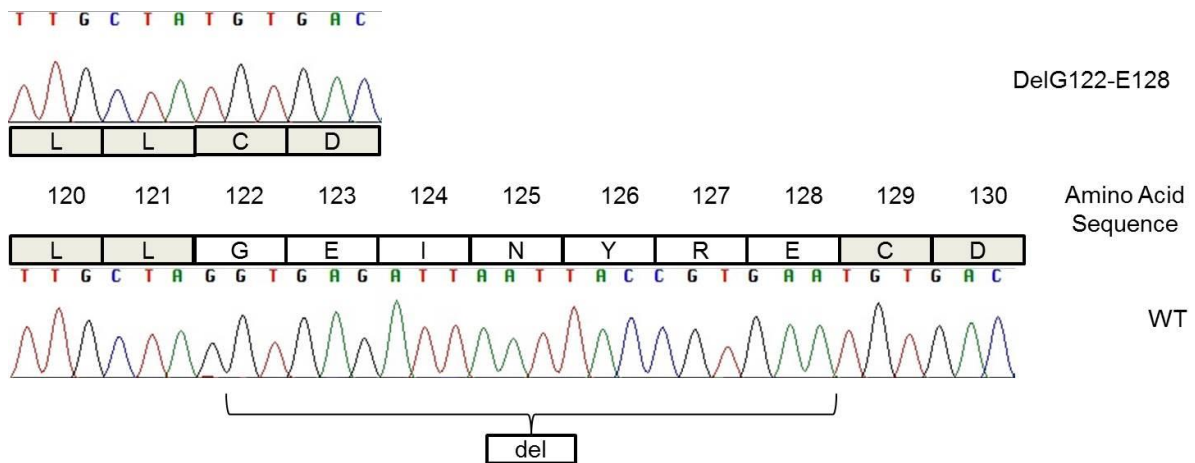 T T G C T A T G T G A C
DelG122-E128
L L C D
120 121 122 123 124 125 126 127 128 129 130
Amino Acid
Sequence
L L G E I N Y R E C D
T T G C T A G G T G A G A T T A A T T A C C G T G A A T G T G A C
WT
del